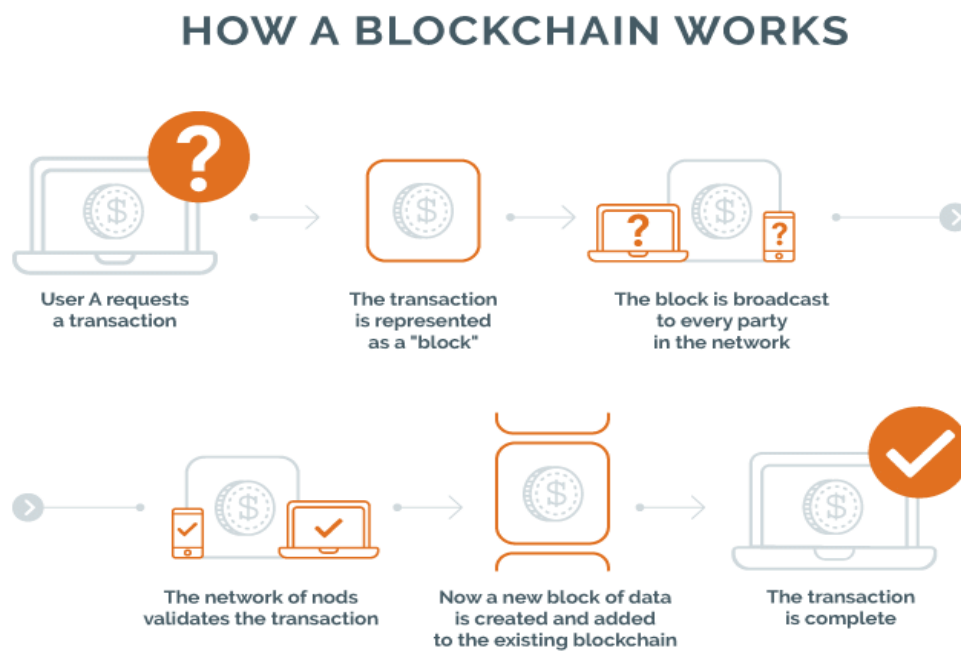 HOW A BLOCKCHAIN WORKS
?
$
$
?
$
?
User A requests
a transaction
The transaction
is represented
as a "block"
The block is broadcast
to every party
in the network
$
$
$
The network of nods
validates the transaction
Now a new block of data
is created and added
to the existing blockchain
The transaction
is complete